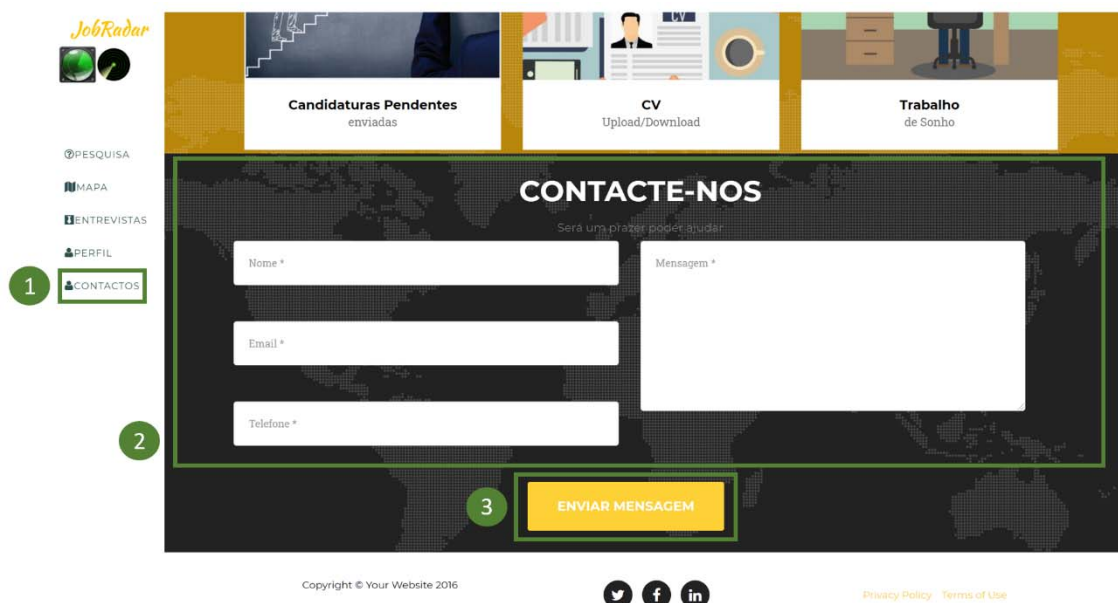 JobRadar
PESQUISA
MAPA
ENTREVISTAS
PERFIL
1
CONTACTOS
CV
Candidaturas Pendentes
enviadas
CV
Upload/Download
Trabalho
de Sonho
CONTACTE-NOS
Será um prazer poder ajudar
Nome *
Mensagem *
Email *
Telefone *
2
3
ENVIAR MENSAGEM
Copyright © Your Website 2016
Privacy Policy Terms of Use